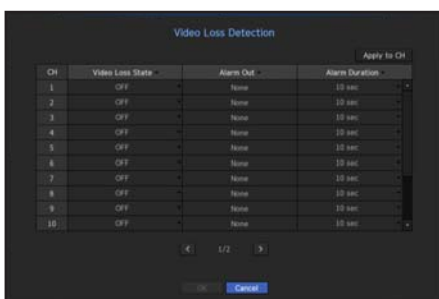 Video Loss Detection
Apply to CH
CH Video Loss State Alarm Out Alarm Duration
1 OFF None 10 sec
2 OFF None 10 sec
3 OFF None 10 sec
4 OFF None 10 sec
5 OFF None 10 sec
6 OFF None 10 sec
7 OFF None 10 sec
8 OFF None 10 sec
9 OFF None 10 sec
10 OFF None 10 sec
< 1/2 >
OK Cancel